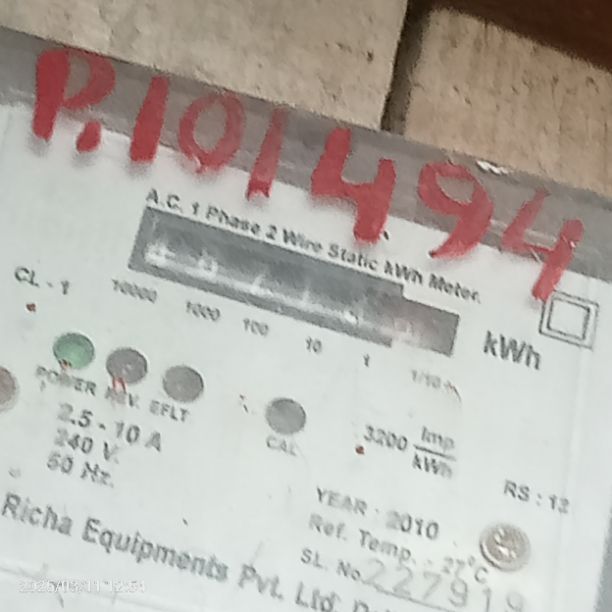 P.101494
A.C. 1 Phase 2 Wire Static kWh Meter.
10000 1000 100 10 1 1/10
kWh
CL - 1
POWER REV. EFLT
CAL
2.5 - 10 A
240 V.
50 Hz.
3200 Imp/kWh
RS : 12
YEAR : 2010
Ref. Temp. : 27°C
SL. No.
Richa Equipments Pvt. Ltd.